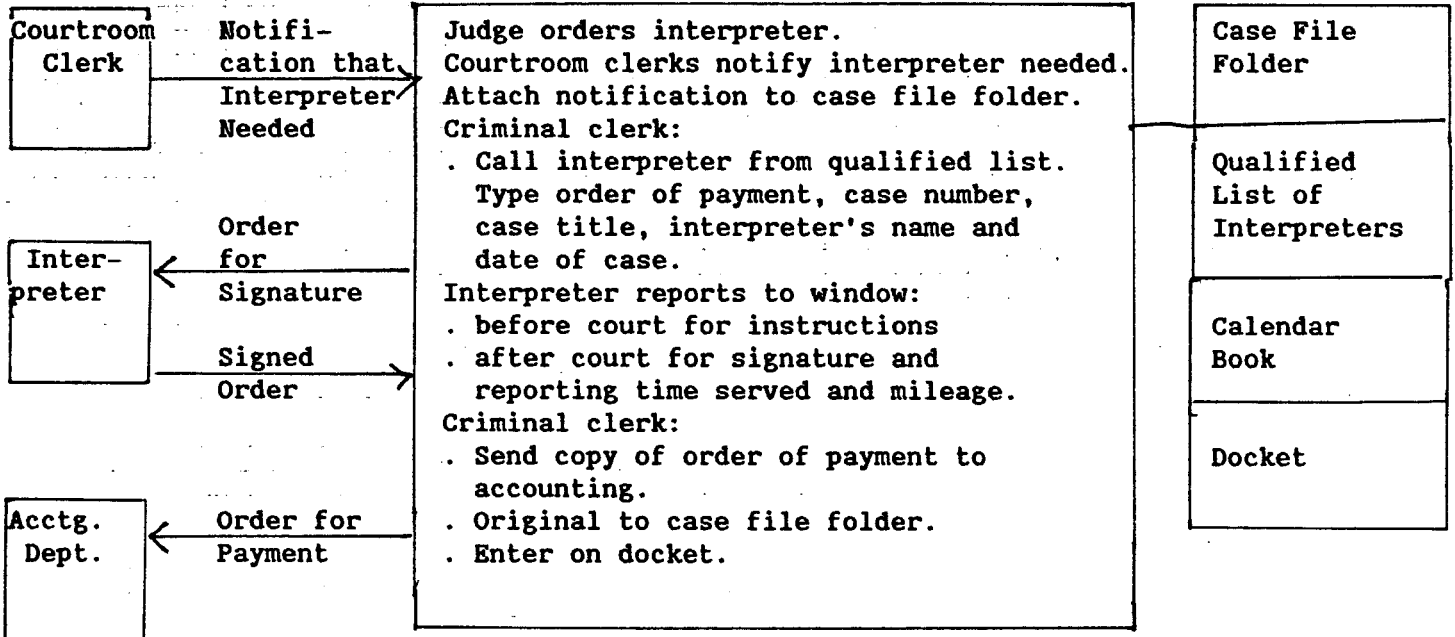 Courtroom
Clerk
Notifi-
cation that
Interpreter
Needed
Inter-
preter
Order
for
Signature
Signed
Order
Acctg.
Dept.
Order for
Payment
Judge orders interpreter.
Courtroom clerks notify interpreter needed.
Attach notification to case file folder.
Criminal clerk:
. Call interpreter from qualified list.
Type order of payment, case number,
case title, interpreter's name and
date of case.
Interpreter reports to window:
. before court for instructions
. after court for signature and
reporting time served and mileage.
Criminal clerk:
. Send copy of order of payment to
accounting.
. Original to case file folder.
. Enter on docket.
Case File
Folder
Qualified
List of
Interpreters
Calendar
Book
Docket